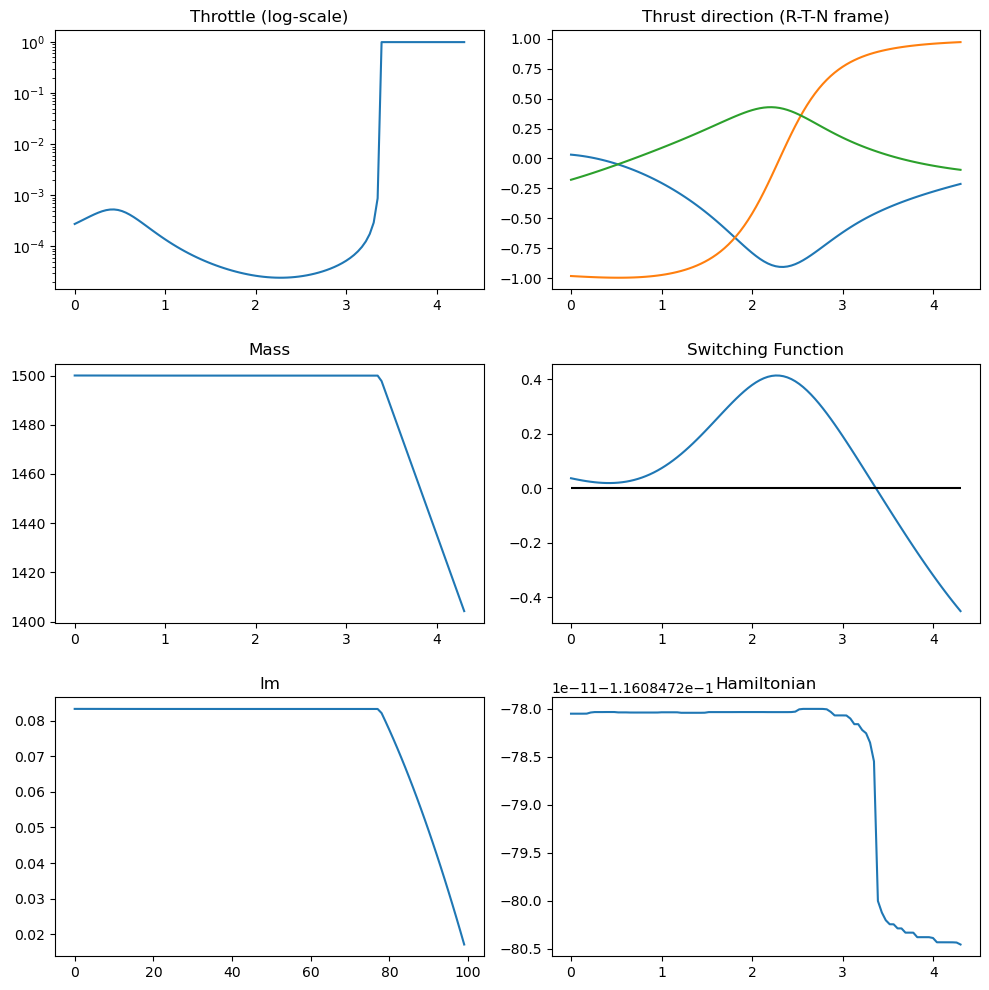 Throttle (log-scale)
Thrust direction (R-T-N frame)
10⁰
10⁻¹
10⁻²
10⁻³
10⁻⁴
0 1 2 3 4
1.00
0.75
0.50
0.25
0.00
−0.25
−0.50
−0.75
−1.00
0 1 2 3 4
Mass
Switching Function
1500
1480
1460
1440
1420
1400
0 1 2 3 4
0.4
0.2
0.0
−0.2
−0.4
0 1 2 3 4
lm
Hamiltonian
0.08
0.07
0.06
0.05
0.04
0.03
0.02
0 20 40 60 80 100
1e−11−1.1608472e−1
−78.0
−78.5
−79.0
−79.5
−80.0
−80.5
0 1 2 3 4